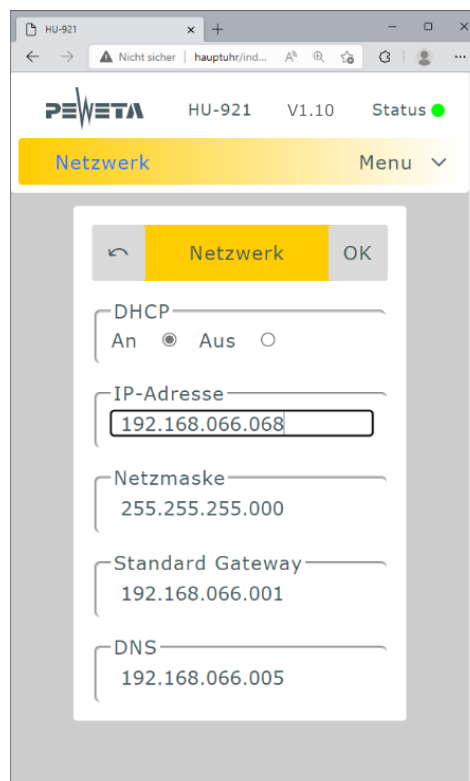 HU-921
Nicht sicher hauptuhr/ind...
PEWETA HU-921 V1.10 Status
Netzwerk Menu
Netzwerk OK
DHCP
An Aus
IP-Adresse
192.168.066.068
Netzmaske
255.255.255.000
Standard Gateway
192.168.066.001
DNS
192.168.066.005